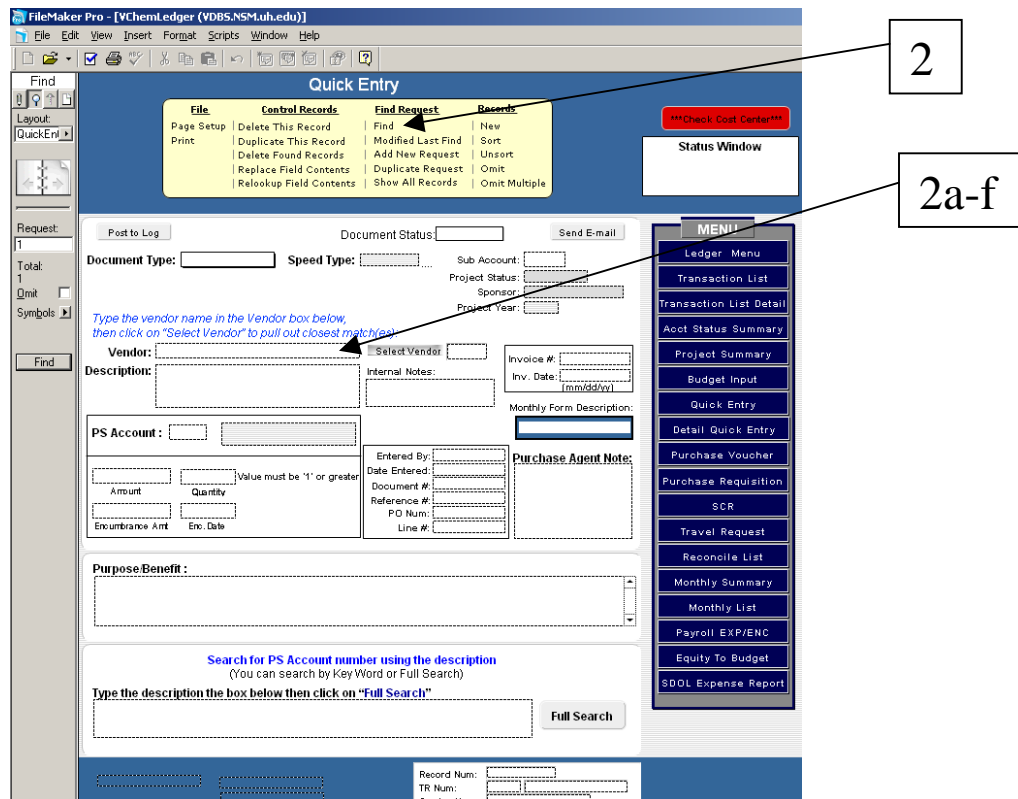 FileMaker Pro - [VChemLedger (VDBS.NSM.uh.edu)]
File Edit View Insert Format Scripts Window Help
2
Find
Layout:
QuickEnt
Request:
1
Total:
1
Omit
Symbols
Find
Quick Entry
File Control Records Find Request Records
Page Setup | Delete This Record | Find | New
Print | Duplicate This Record | Modified Last Find | Sort
| Delete Found Records | Add New Request | Unsort
| Replace Field Contents | Duplicate Request | Omit
| Relookup Field Contents | Show All Records | Omit Multiple
***Check Cost Center***
Status Window
2a-f
Post to Log Document Status: Send E-mail
Document Type: Speed Type: ... Sub Account:
Project Status:
Sponsor:
Project Year:
Type the vendor name in the Vendor box below,
then click on "Select Vendor" to pull out closest match(es):
Vendor: Select Vendor
Invoice #:
Description: Internal Notes:
Inv. Date:
(mm/dd/yy)
Monthly Form Description:
PS Account :
Entered By:
Date Entered:
Document #:
Reference #:
PO Num:
Line #:
Purchase Agent Note:
Value must be '1' or greater
Amount Quantity
Encumbrance Amt Enc. Date
Purpose/Benefit :
Search for PS Account number using the description
(You can search by Key Word or Full Search)
Type the description the box below then click on "Full Search"
Full Search
Record Num:
TR Num:
MENU
Ledger Menu
Transaction List
Transaction List Detail
Acct Status Summary
Project Summary
Budget Input
Quick Entry
Detail Quick Entry
Purchase Voucher
Purchase Requisition
SCR
Travel Request
Reconcile List
Monthly Summary
Monthly List
Payroll EXP/ENC
Equity To Budget
SDOL Expense Report